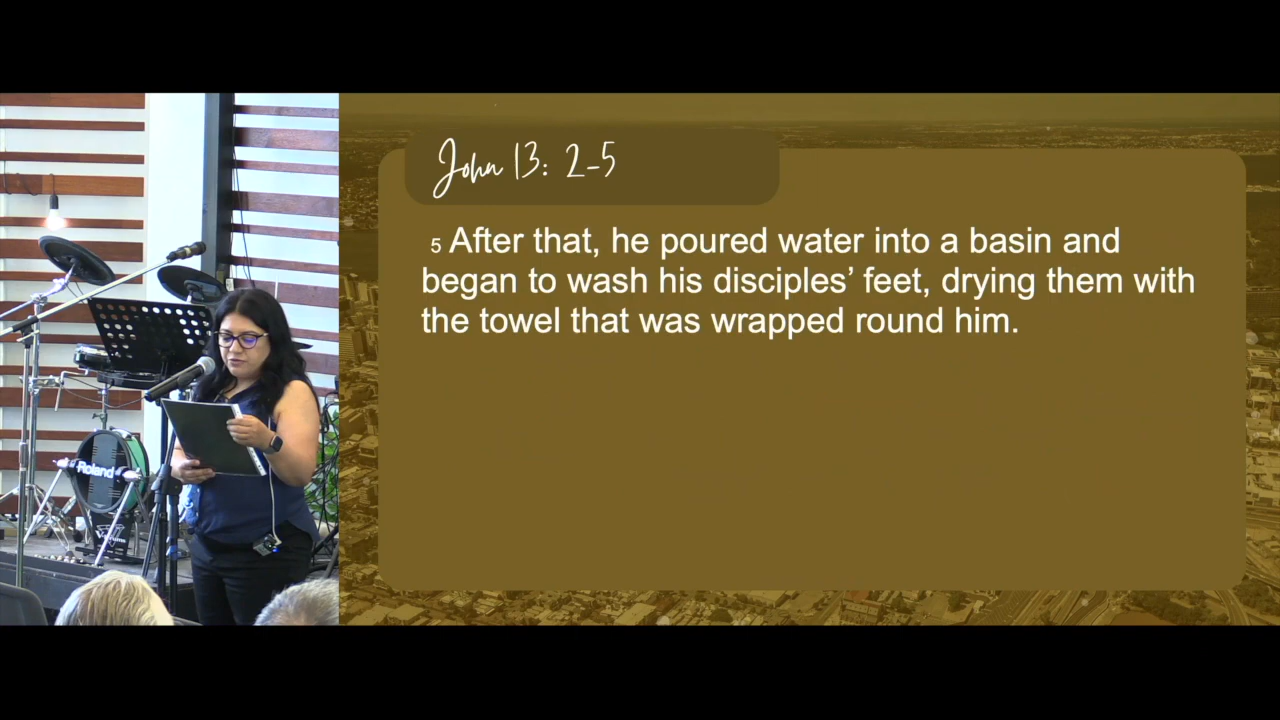 John 13: 2-5
5 After that, he poured water into a basin and
began to wash his disciples’ feet, drying them with
the towel that was wrapped round him.
Roland